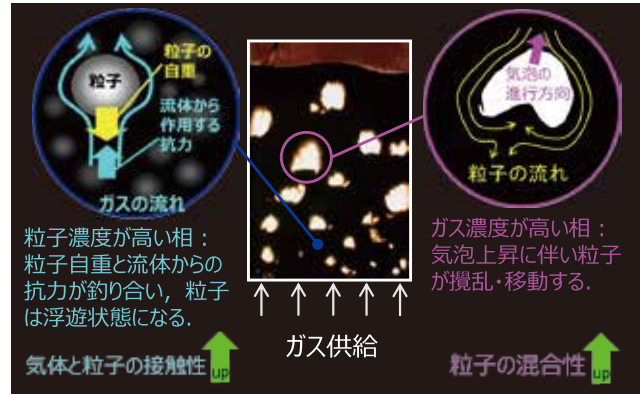 粒子の
自重
粒子
流体から
作用する
抗力
ガスの流れ
粒子濃度が高い相：
粒子自重と流体からの
抗力が釣り合い，粒子
は浮遊状態になる.
気体と粒子の接触性 up
ガス供給
気泡の
進行方向
粒子の流れ
ガス濃度が高い相：
気泡上昇に伴い粒子
が攪乱・移動する.
粒子の混合性 up